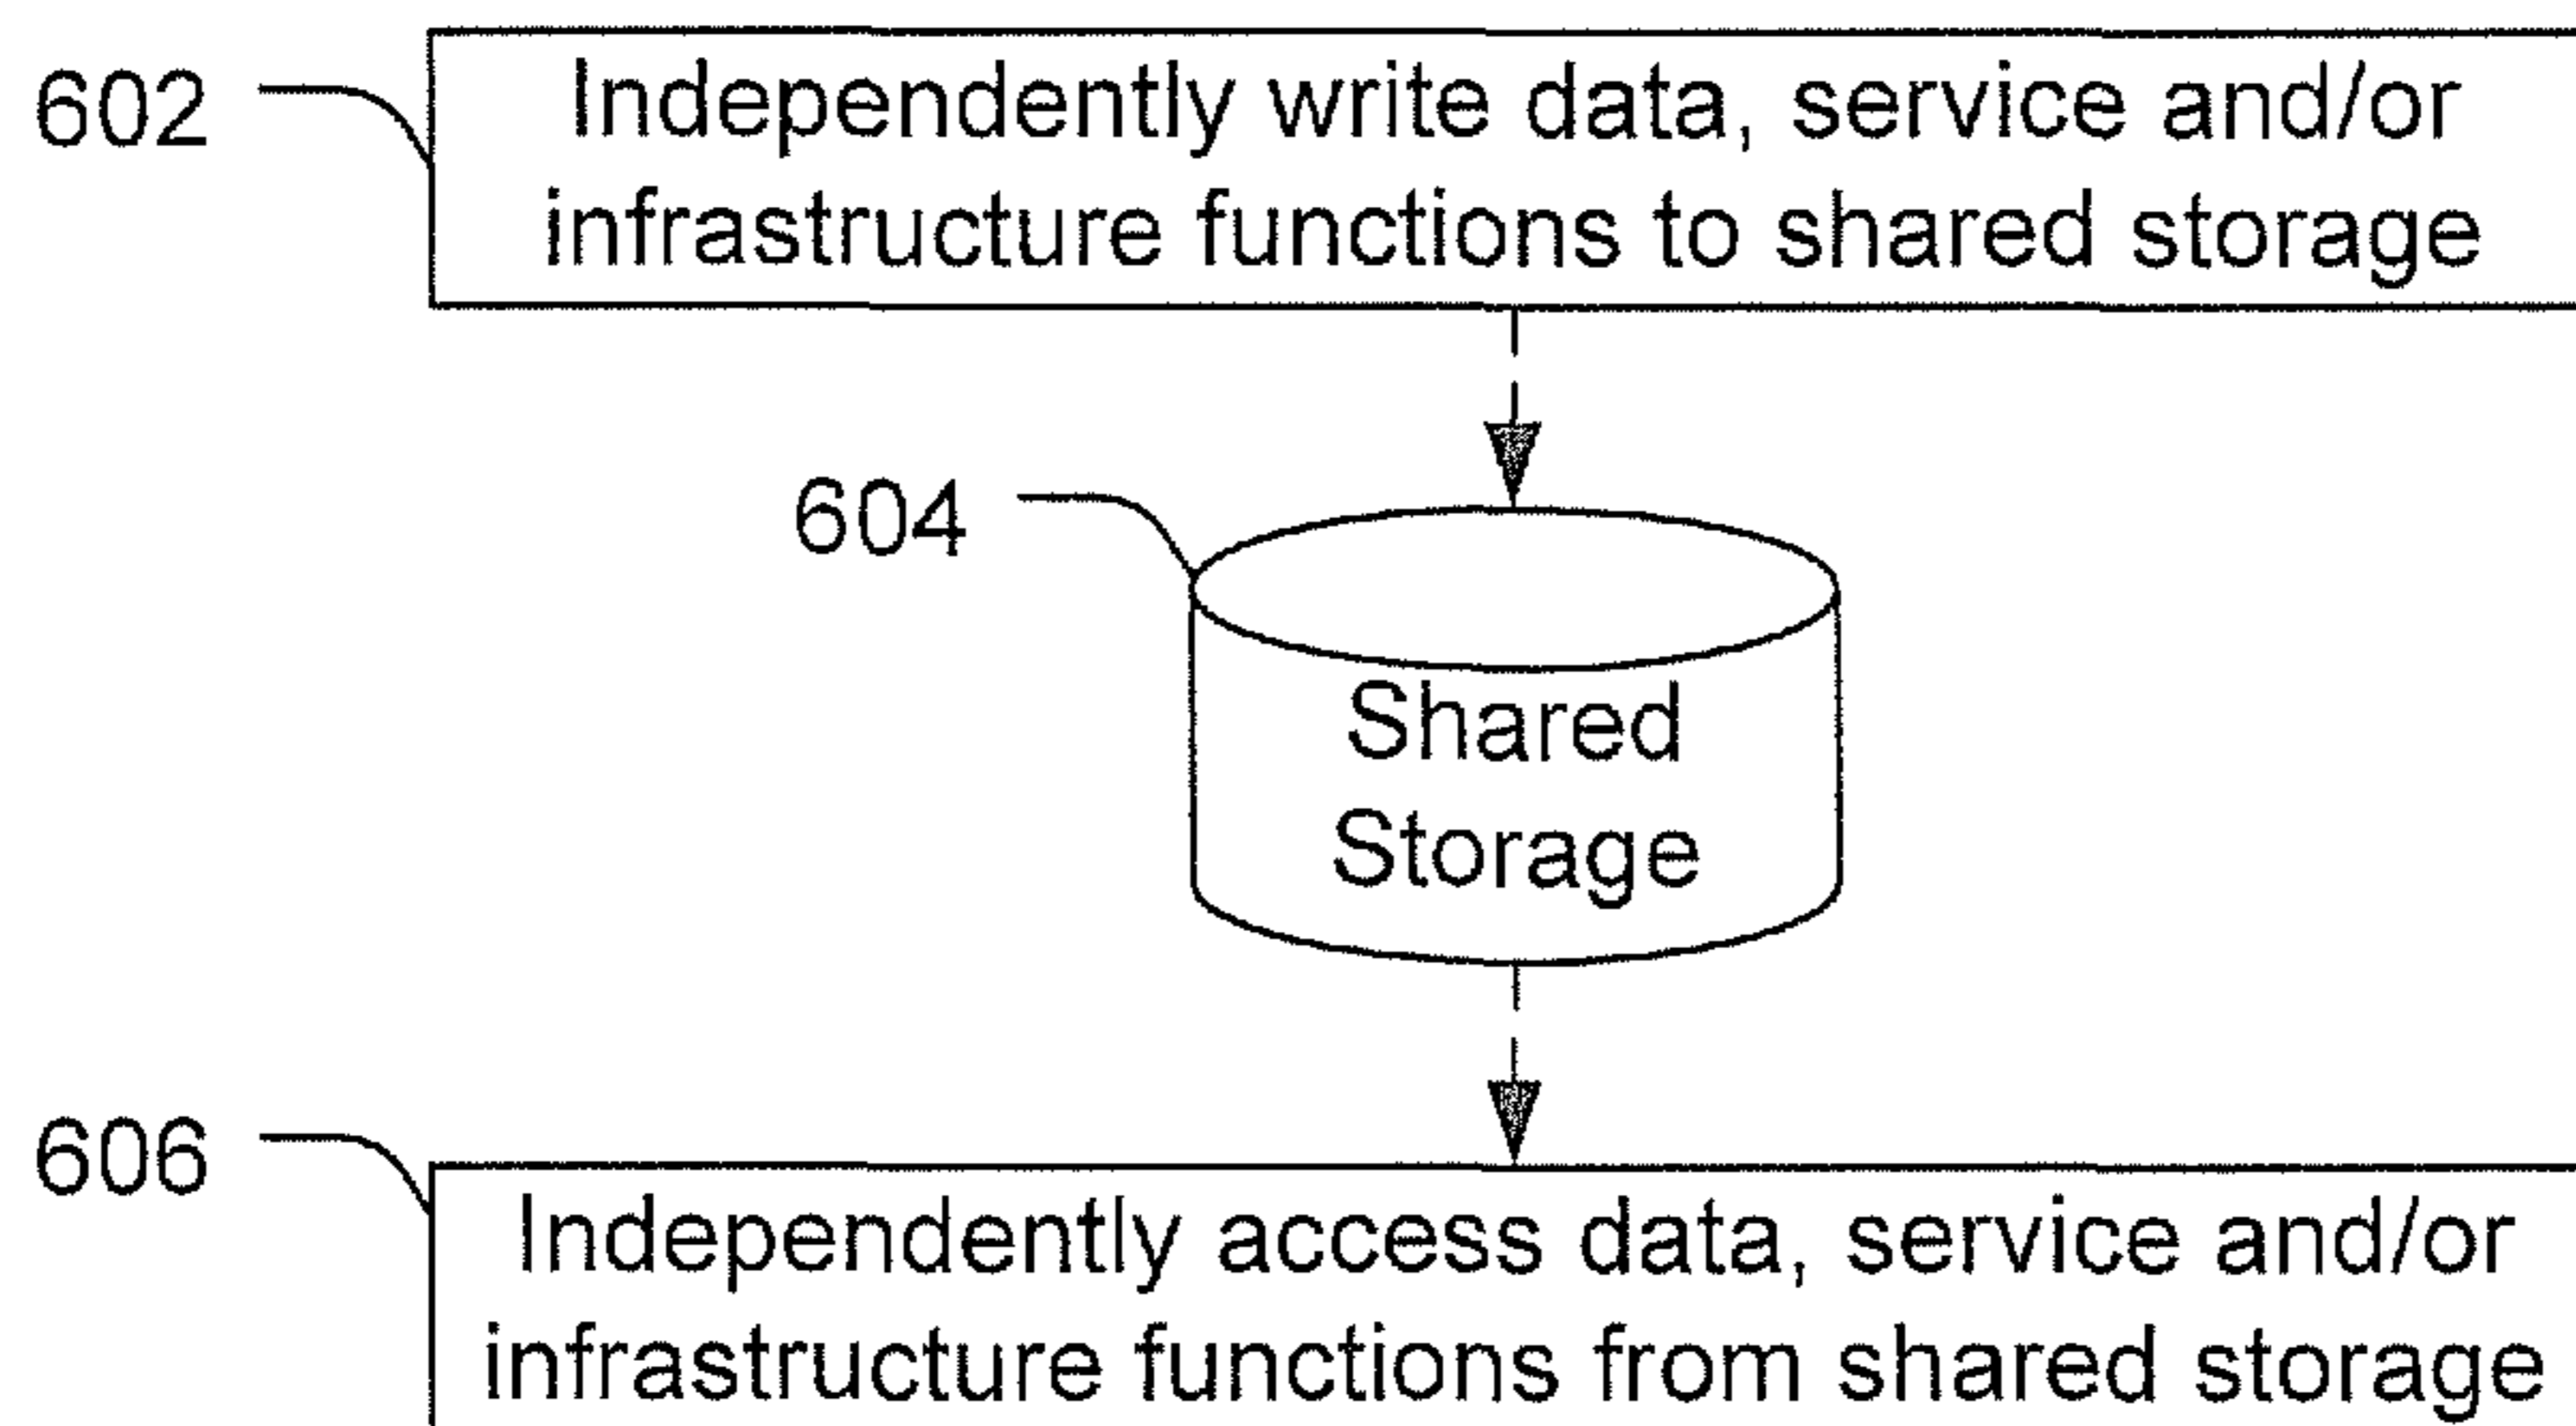 602
Independently write data, service and/or
infrastructure functions to shared storage
604
Shared
Storage
606
Independently access data, service and/or
infrastructure functions from shared storage